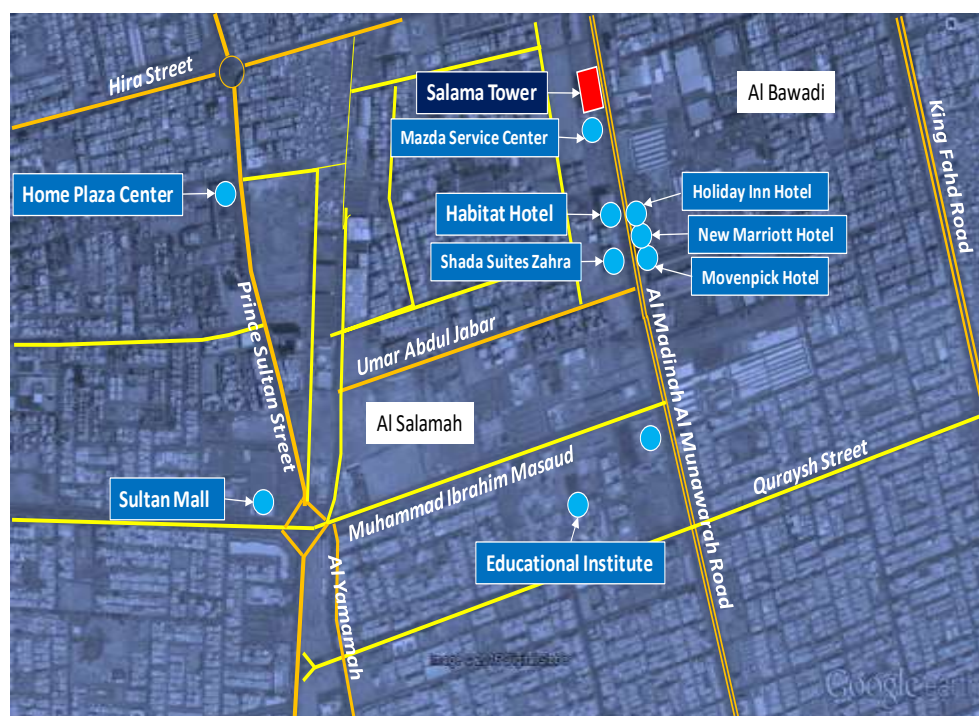 Hira Street
Salama Tower
Al Bawadi
Mazda Service Center
King Fahd Road
Home Plaza Center
Habitat Hotel
Holiday Inn Hotel
New Marriott Hotel
Shada Suites Zahra
Movenpick Hotel
Prince Sultan Street
Umar Abdul Jabar
Al Madinah Al Munawarah Road
Al Salamah
Muhammad Ibrahim Masaud
Quraysh Street
Sultan Mall
Educational Institute
Al Yamamah
Google